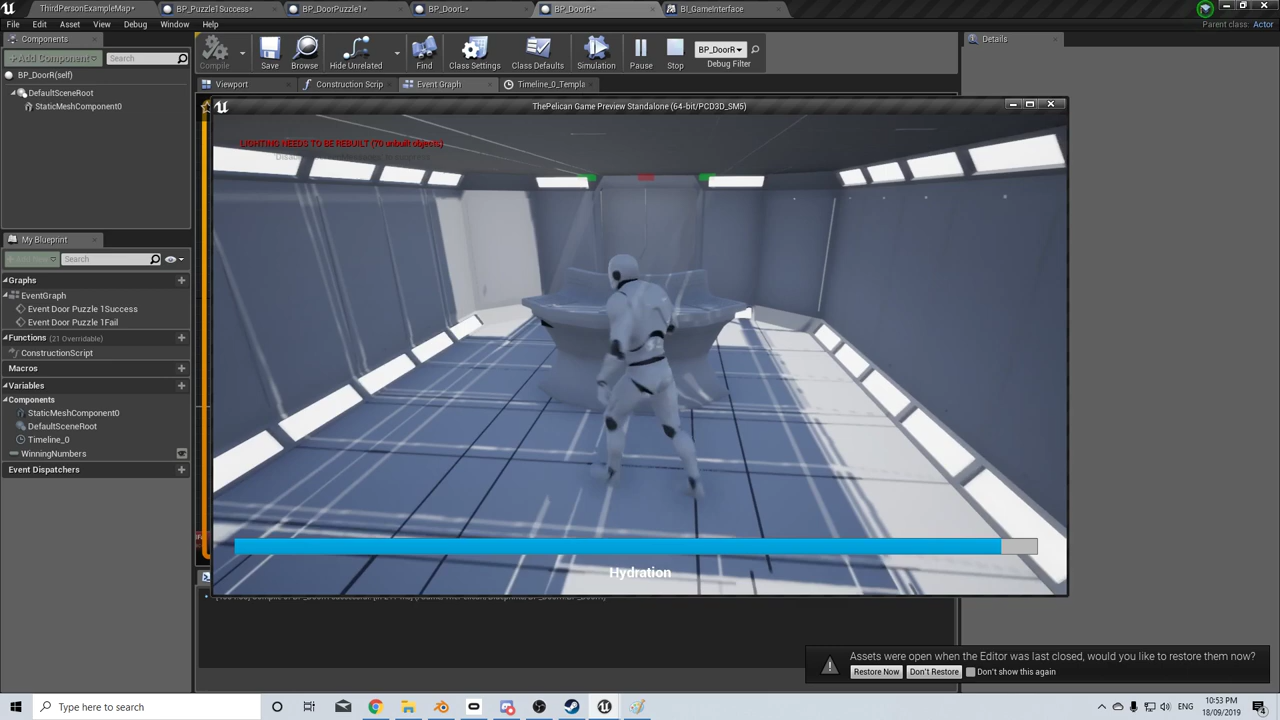 ThirdPersonExampleMap*
BP_Puzzle1Success*
BP_DoorPuzzle1*
BP_DoorL*
BP_DoorR*
BI_GameInterface
File Edit Asset View Debug Window Help
Parent class: Actor
Components
+Add Component
Search
BP_DoorR(self)
DefaultSceneRoot
StaticMeshComponent0
Compile
Save
Browse
Hide Unrelated
Find
Class Settings
Class Defaults
Simulation
Pause
Stop
BP_DoorR
Debug Filter
Details
Viewport
Construction Scrip
Event Graph
Timeline_0_Templa
ThePelican Game Preview Standalone (64-bit/PCD3D_SM5)
LIGHTING NEEDS TO BE REBUILT (70 unbuilt objects)
Hydration
My Blueprint
+Add New
Search
Graphs
EventGraph
Event Door Puzzle 1Success
Event Door Puzzle 1Fail
Functions (21 Overridable)
ConstructionScript
Macros
Variables
Components
StaticMeshComponent0
DefaultSceneRoot
Timeline_0
WinningNumbers
Event Dispatchers
Assets were open when the Editor was last closed, would you like to restore them now?
Restore Now
Don't Restore
Don't show this again
Type here to search
ENG
10:53 PM
18/09/2019
4